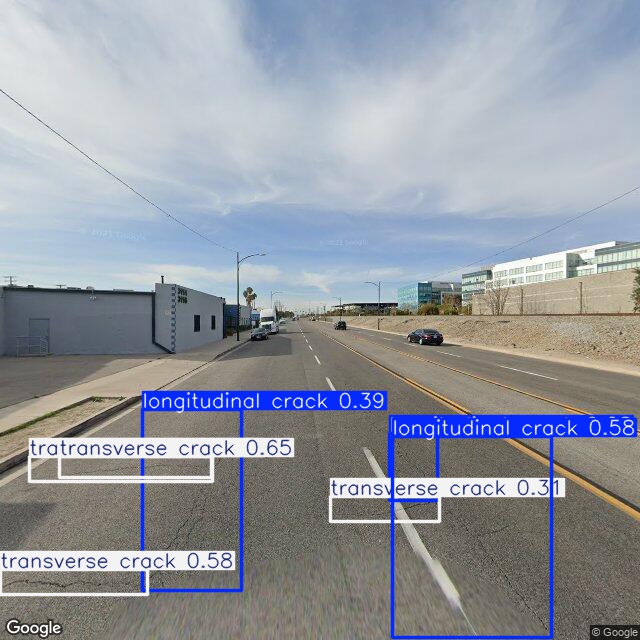 longitudinal crack 0.39
longitudinal crack 0.58
tratransverse crack 0.65
transverse crack 0.31
transverse crack 0.58
Google
© Google